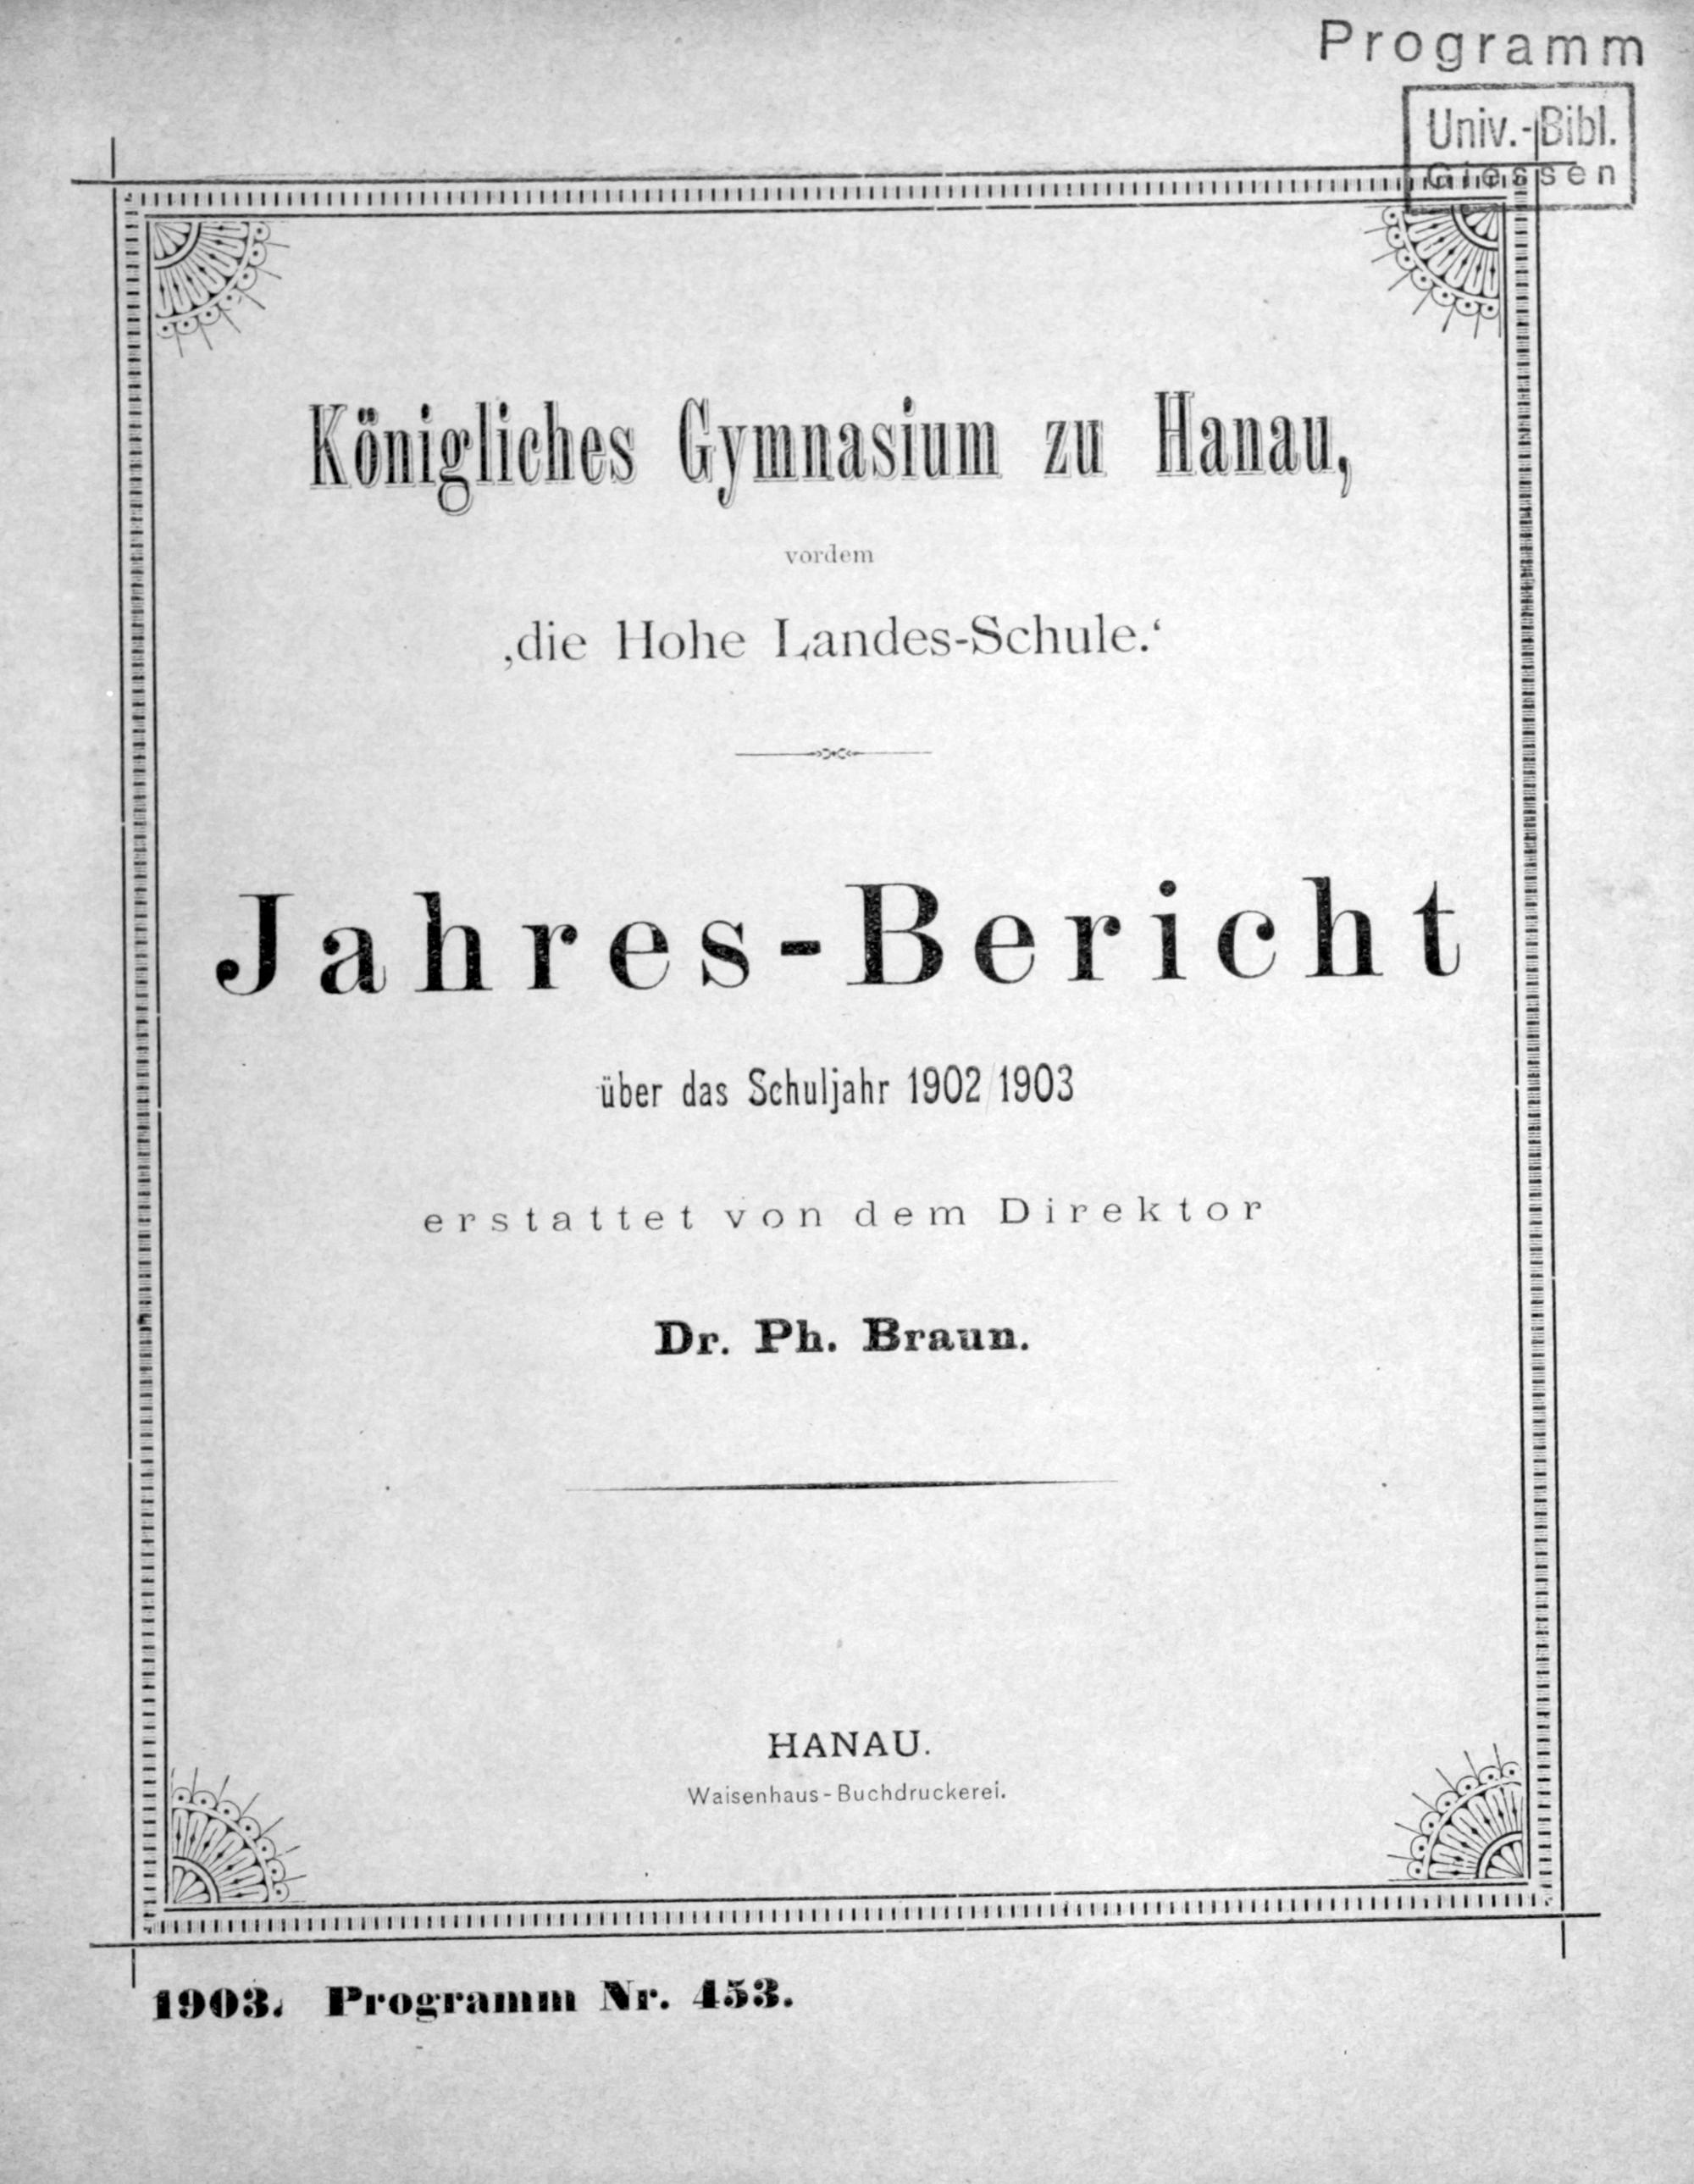 Programm
Univ.-Bibl.
Giessen
Königliches Gymnasium zu Hanau,
vordem
‚die Hohe Landes-Schule.‘
Jahres-Bericht
über das Schuljahr 1902/1903
erstattet von dem Direktor
Dr. Ph. Braun.
HANAU.
Waisenhaus-Buchdruckerei.
1903. Programm Nr. 453.